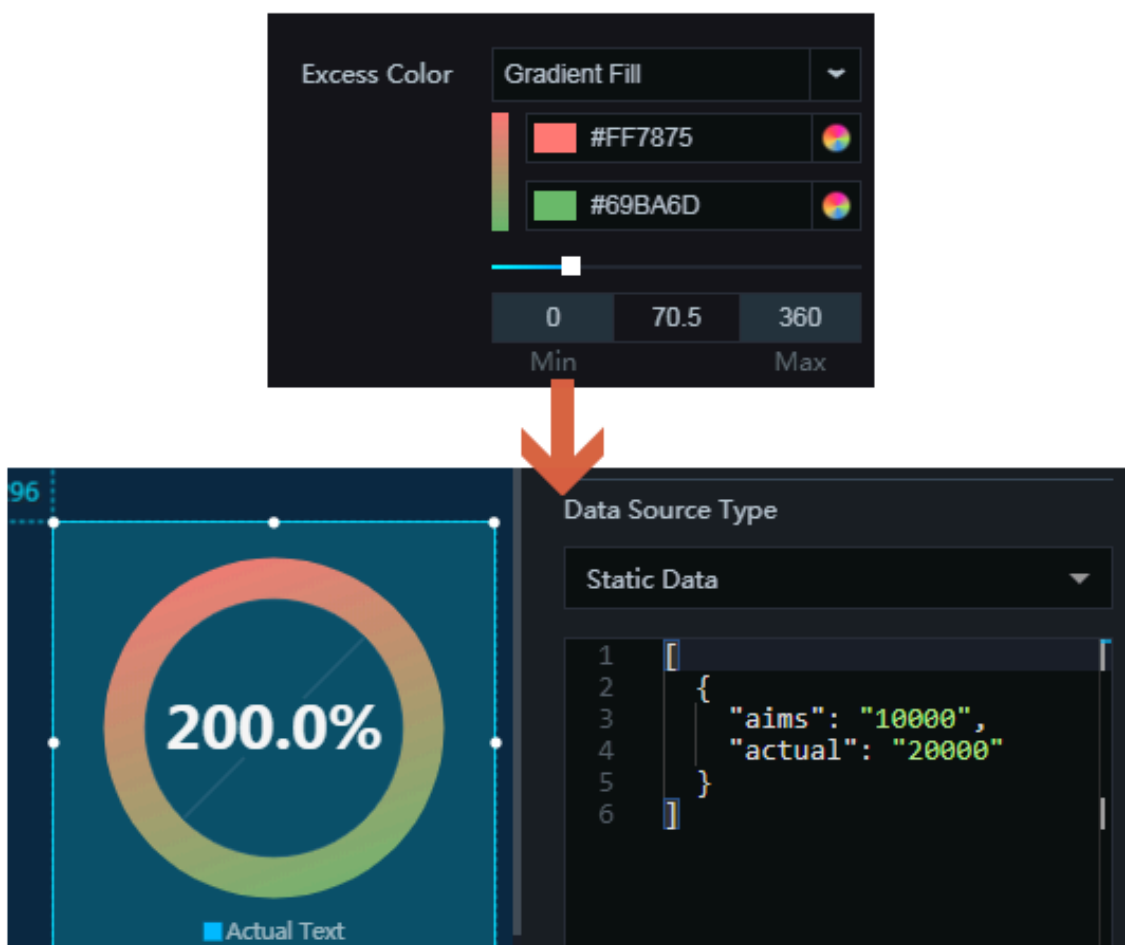 Excess Color Gradient Fill
#FF7875
#69BA6D
0 70.5 360
Min Max
96
Data Source Type
Static Data
200.0%
Actual Text
1 [
2 {
3 "aims": "10000",
4 "actual": "20000"
5 }
6 ]